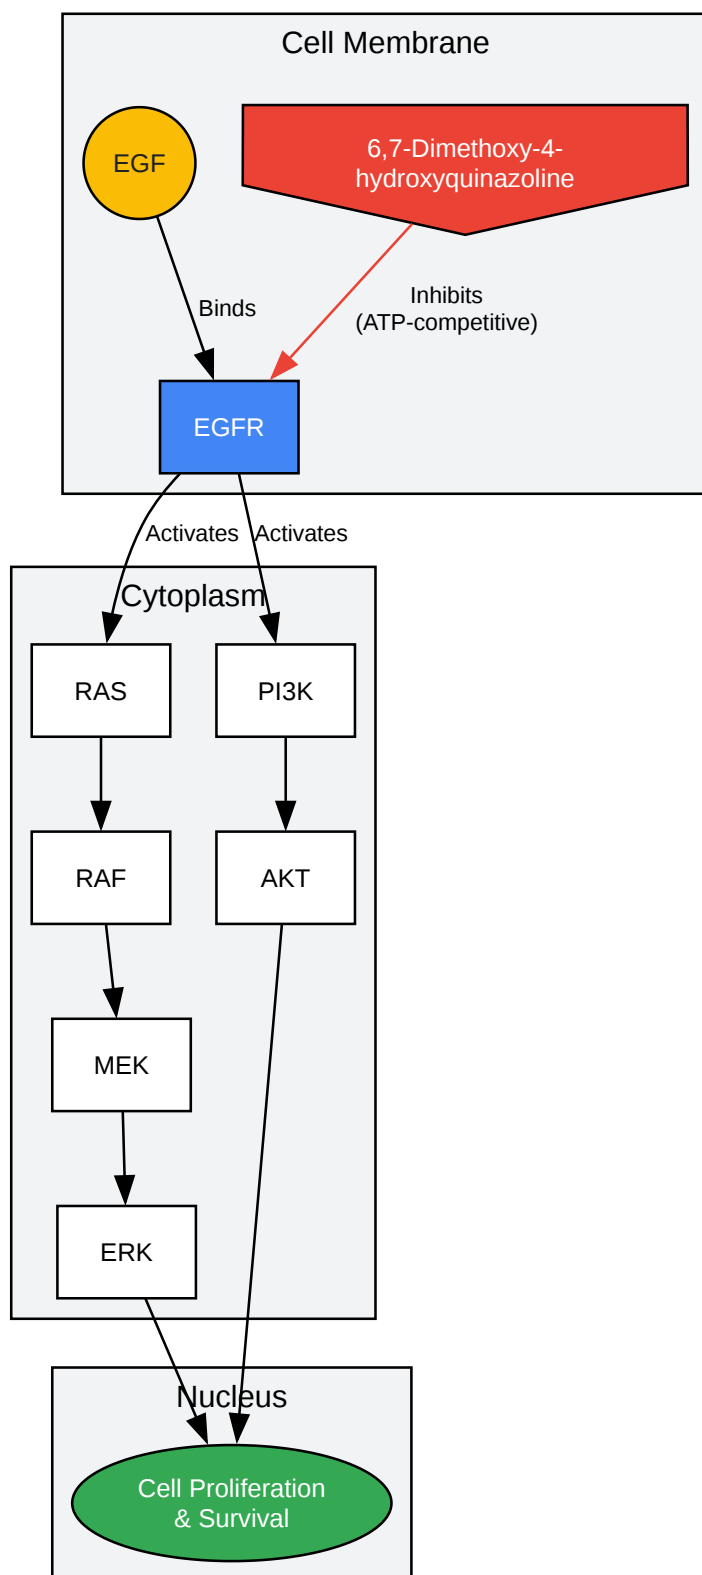 Cell Membrane
EGF
6,7-Dimethoxy-4-
hydroxyquinazoline
Binds
Inhibits
(ATP-competitive)
EGFR
Activates
Activates
Cytoplasm
RAS
PI3K
RAF
AKT
MEK
ERK
Nucleus
Cell Proliferation
& Survival